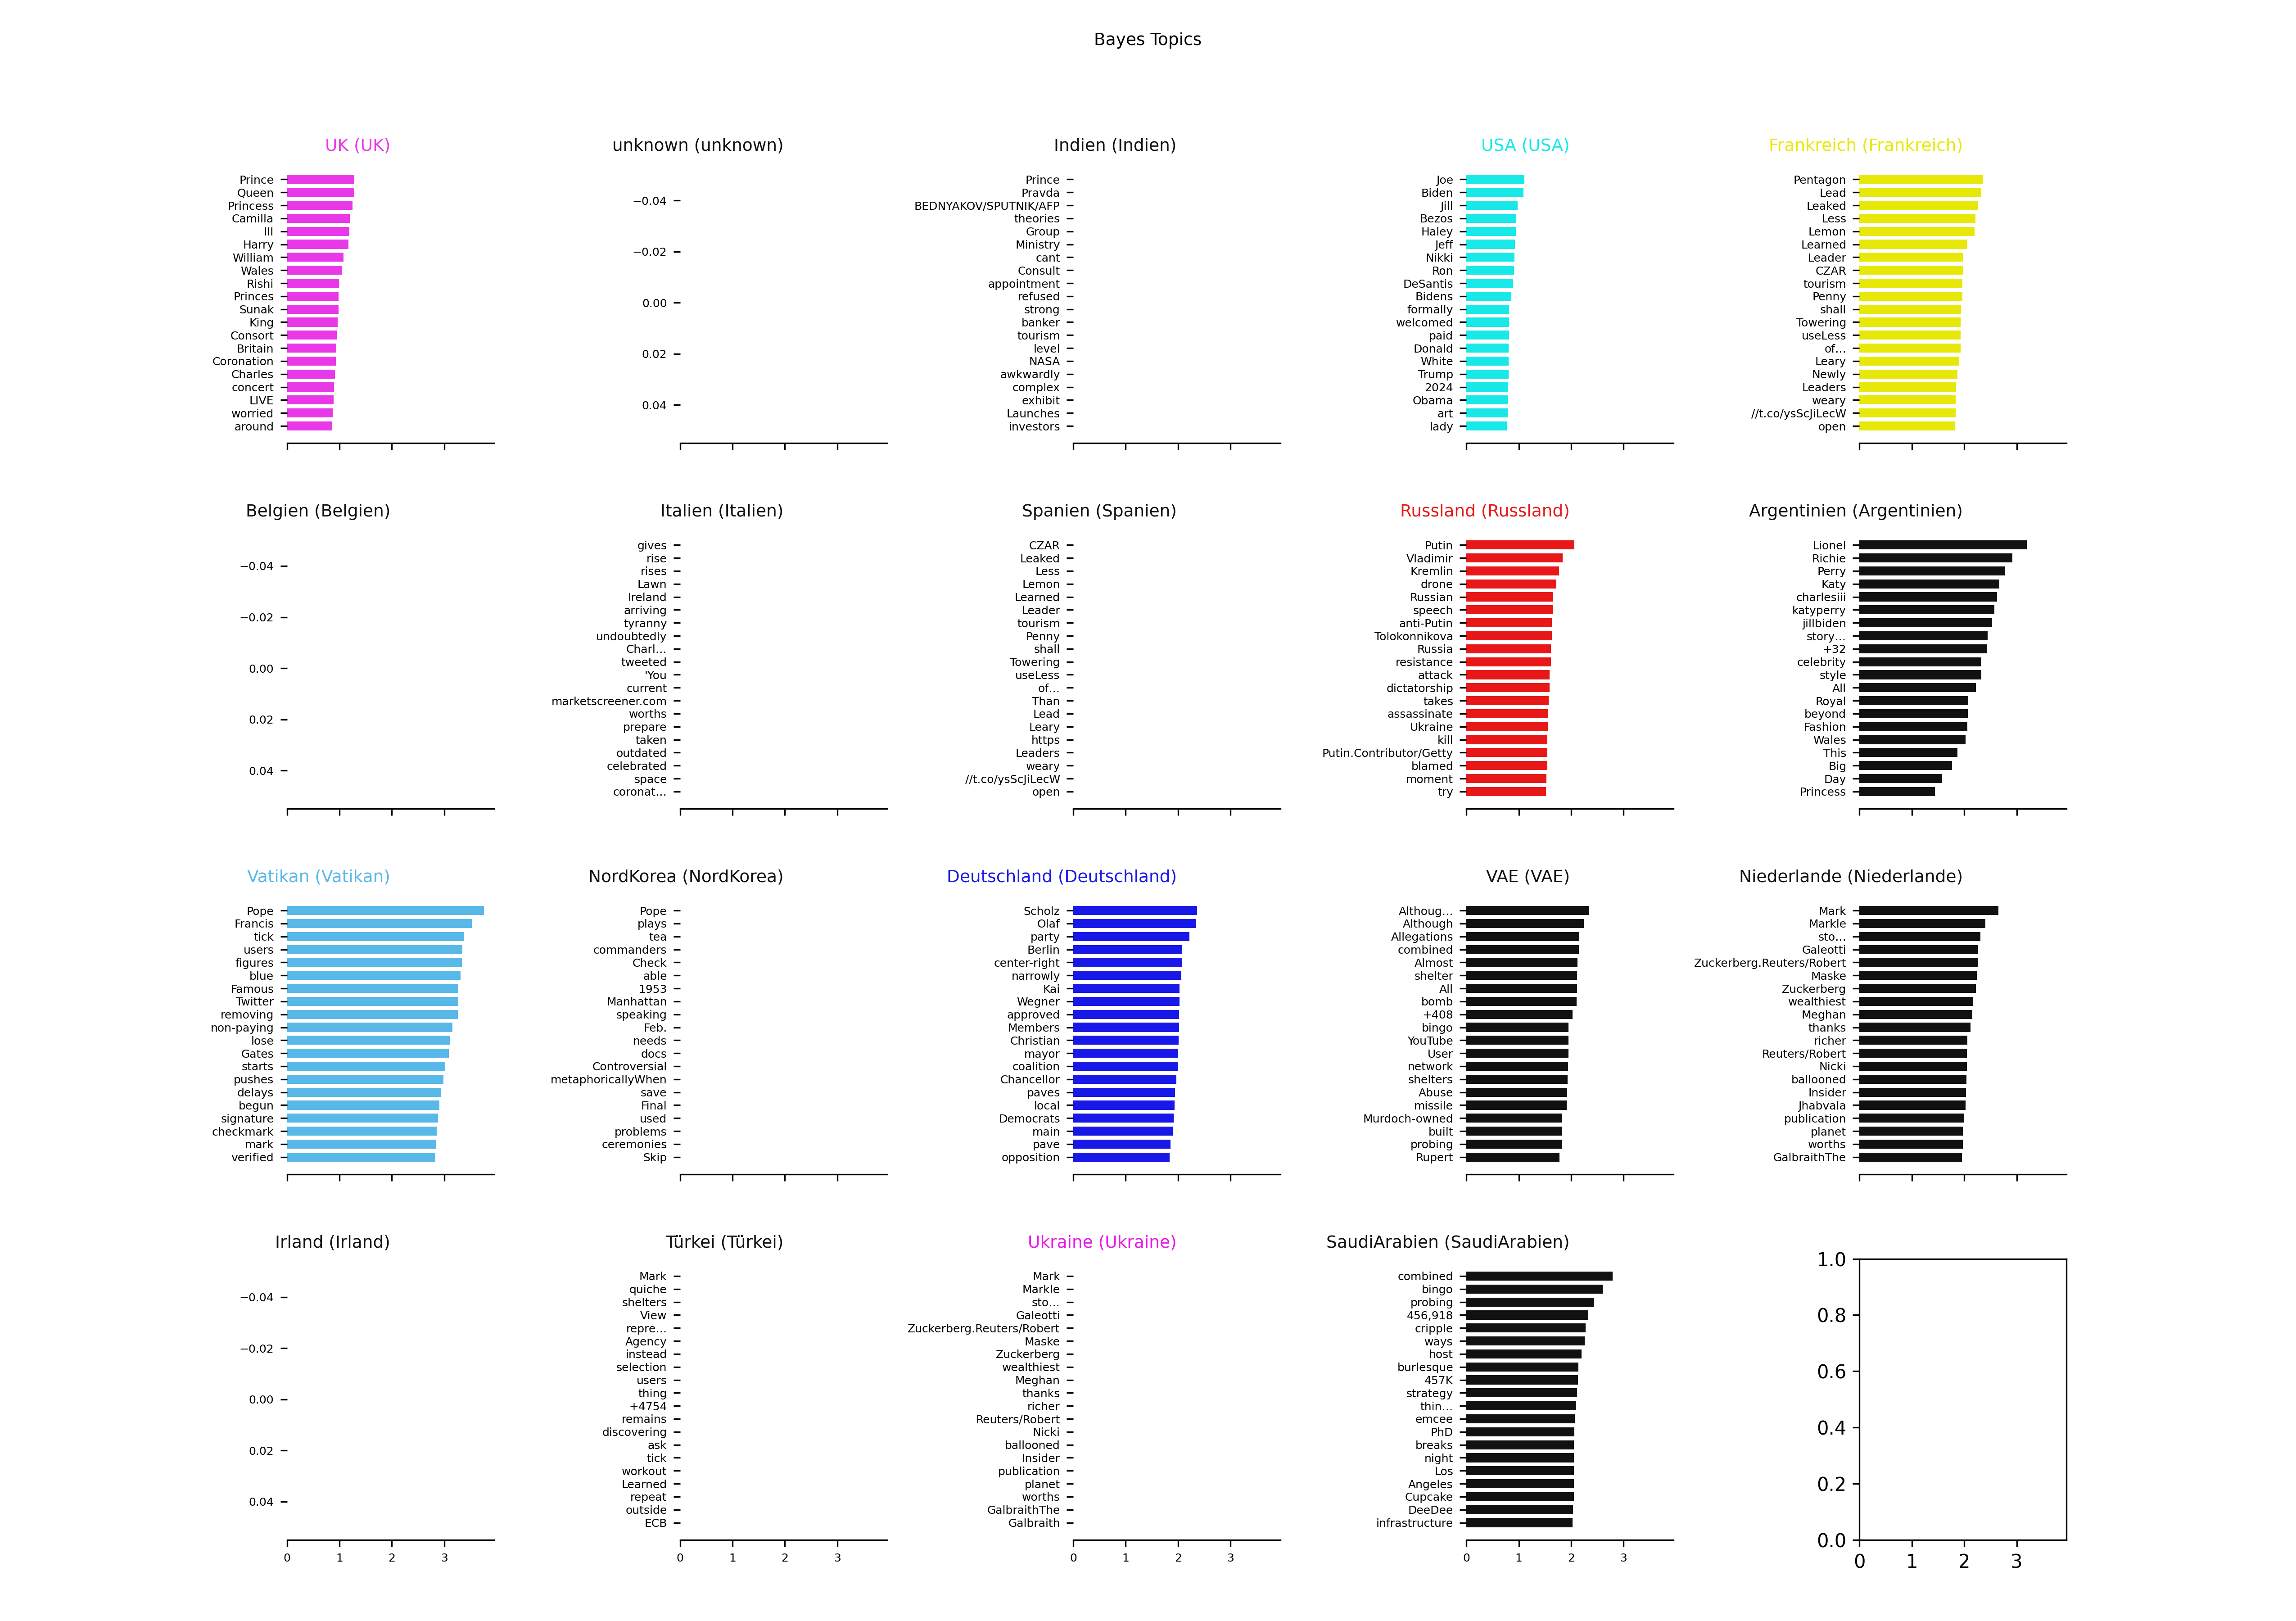 Bayes Topics
UK (UK)
Prince
Queen
Princess
Camilla
III
Harry
William
Wales
Rishi
Princes
Sunak
King
Consort
Britain
Coronation
Charles
concert
LIVE
worried
around
unknown (unknown)
−0.04
−0.02
0.00
0.02
0.04
Indien (Indien)
Prince
Pravda
BEDNYAKOV/SPUTNIK/AFP
theories
Group
Ministry
cant
Consult
appointment
refused
strong
banker
tourism
level
NASA
awkwardly
complex
exhibit
Launches
investors
USA (USA)
Joe
Biden
Jill
Bezos
Haley
Jeff
Nikki
Ron
DeSantis
Bidens
formally
welcomed
paid
Donald
White
Trump
2024
Obama
art
lady
Frankreich (Frankreich)
Pentagon
Lead
Leaked
Less
Lemon
Learned
Leader
CZAR
tourism
Penny
shall
Towering
useLess
of…
Leary
Newly
Leaders
weary
//t.co/ysScJiLecW
open
Belgien (Belgien)
−0.04
−0.02
0.00
0.02
0.04
Italien (Italien)
gives
rise
rises
Lawn
Ireland
arriving
tyranny
undoubtedly
Charl…
tweeted
'You
current
marketscreener.com
worths
prepare
taken
outdated
celebrated
space
coronat…
Spanien (Spanien)
CZAR
Leaked
Less
Lemon
Learned
Leader
tourism
Penny
shall
Towering
useLess
of…
Than
Lead
Leary
https
Leaders
weary
//t.co/ysScJiLecW
open
Russland (Russland)
Putin
Vladimir
Kremlin
drone
Russian
speech
anti-Putin
Tolokonnikova
Russia
resistance
attack
dictatorship
takes
assassinate
Ukraine
kill
Putin.Contributor/Getty
blamed
moment
try
Argentinien (Argentinien)
Lionel
Richie
Perry
Katy
charlesiii
katyperry
jillbiden
story…
+32
celebrity
style
All
Royal
beyond
Fashion
Wales
This
Big
Day
Princess
Vatikan (Vatikan)
Pope
Francis
tick
users
figures
blue
Famous
Twitter
removing
non-paying
lose
Gates
starts
pushes
delays
begun
signature
checkmark
mark
verified
NordKorea (NordKorea)
Pope
plays
tea
commanders
Check
able
1953
Manhattan
speaking
Feb.
needs
docs
Controversial
metaphoricallyWhen
save
Final
used
problems
ceremonies
Skip
Deutschland (Deutschland)
Scholz
Olaf
party
Berlin
center-right
narrowly
Kai
Wegner
approved
Members
Christian
mayor
coalition
Chancellor
paves
local
Democrats
main
pave
opposition
VAE (VAE)
Althoug…
Although
Allegations
combined
Almost
shelter
All
bomb
+408
bingo
YouTube
User
network
shelters
Abuse
missile
Murdoch-owned
built
probing
Rupert
Niederlande (Niederlande)
Mark
Markle
sto…
Galeotti
Zuckerberg.Reuters/Robert
Maske
Zuckerberg
wealthiest
Meghan
thanks
richer
Reuters/Robert
Nicki
ballooned
Insider
Jhabvala
publication
planet
worths
GalbraithThe
Irland (Irland)
−0.04
−0.02
0.00
0.02
0.04
0 1 2 3
Türkei (Türkei)
Mark
quiche
shelters
View
repre…
Agency
instead
selection
users
thing
+4754
remains
discovering
ask
tick
workout
Learned
repeat
outside
ECB
0 1 2 3
Ukraine (Ukraine)
Mark
Markle
sto…
Galeotti
Zuckerberg.Reuters/Robert
Maske
Zuckerberg
wealthiest
Meghan
thanks
richer
Reuters/Robert
Nicki
ballooned
Insider
publication
planet
worths
GalbraithThe
Galbraith
0 1 2 3
SaudiArabien (SaudiArabien)
combined
bingo
probing
456,918
cripple
ways
host
burlesque
457K
strategy
thin…
emcee
PhD
breaks
night
Los
Angeles
Cupcake
DeeDee
infrastructure
0 1 2 3
1.0
0.8
0.6
0.4
0.2
0.0
0 1 2 3